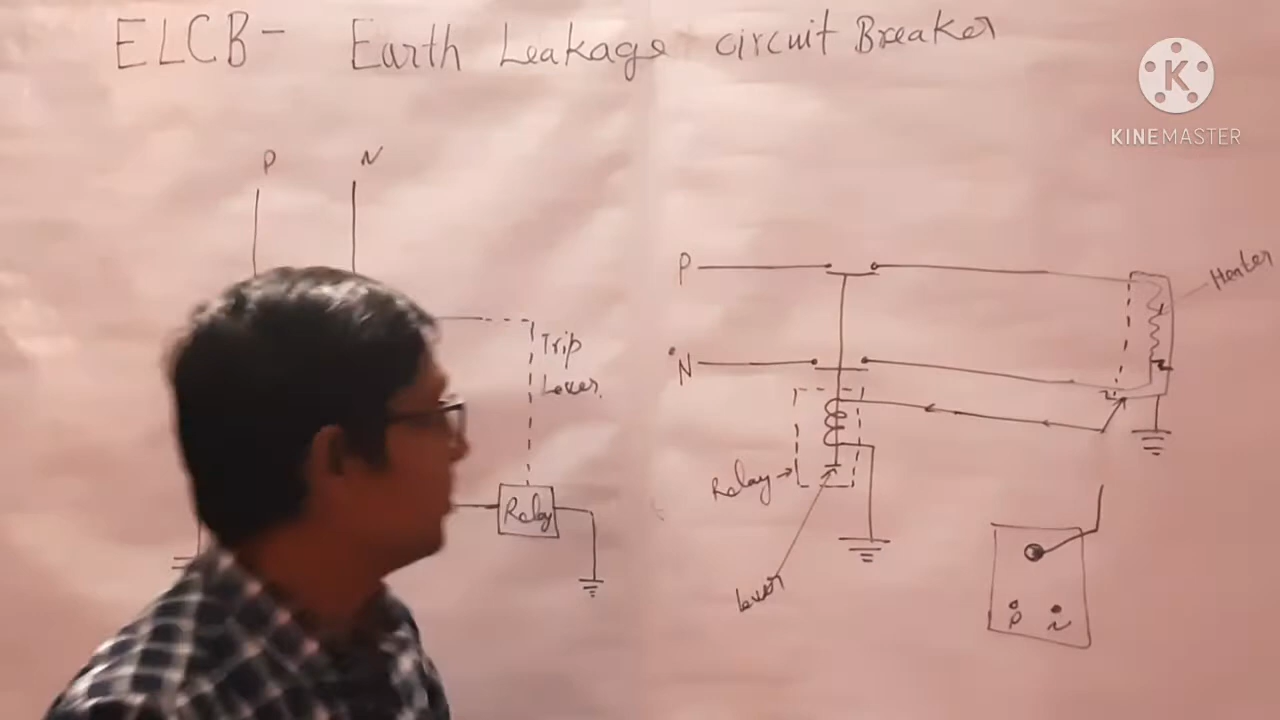 ELCB - Earth Leakage circuit Breaker
K
KINEMASTER
P N
Trip
Lever.
Relay
P
N
Heater
Relay
lever
P N